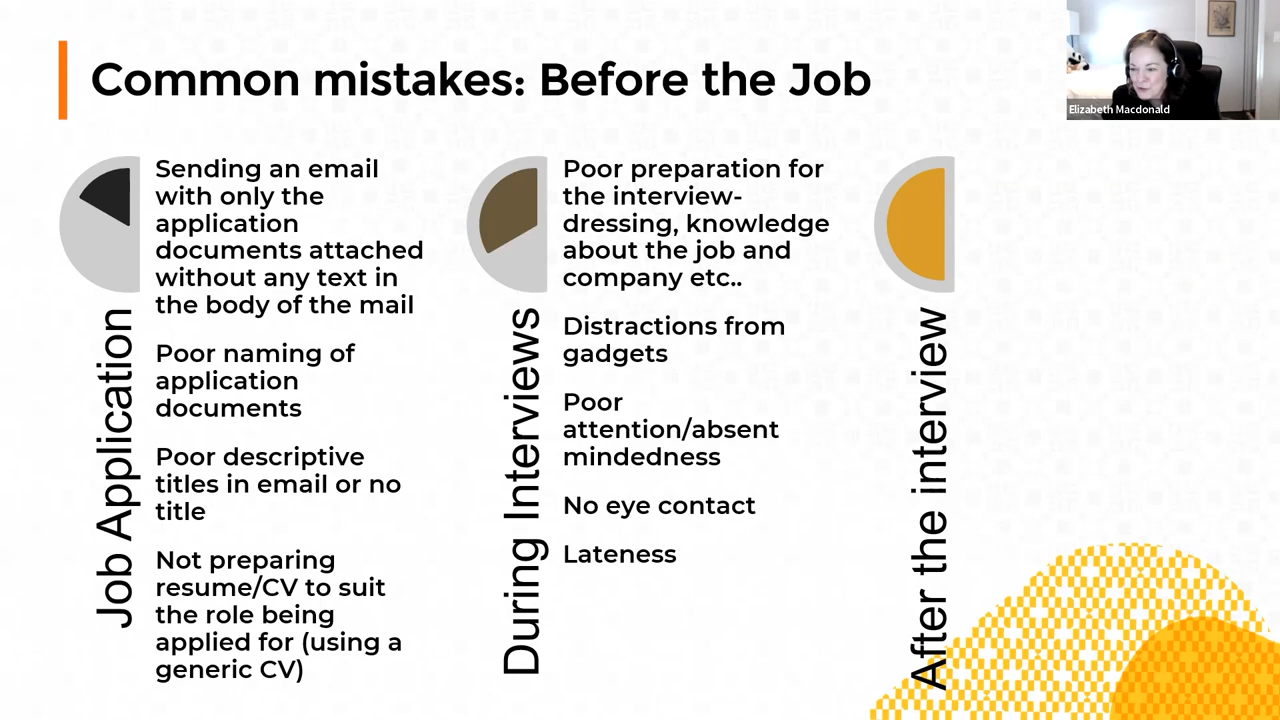 Common mistakes: Before the Job
Elizabeth Macdonald
Job Application
Sending an email
with only the
application
documents attached
without any text in
the body of the mail
Poor naming of
application
documents
Poor descriptive
titles in email or no
title
Not preparing
resume/CV to suit
the role being
applied for (using a
generic CV)
During Interviews
Poor preparation for
the interview-
dressing, knowledge
about the job and
company etc..
Distractions from
gadgets
Poor
attention/absent
mindedness
No eye contact
Lateness
After the interview